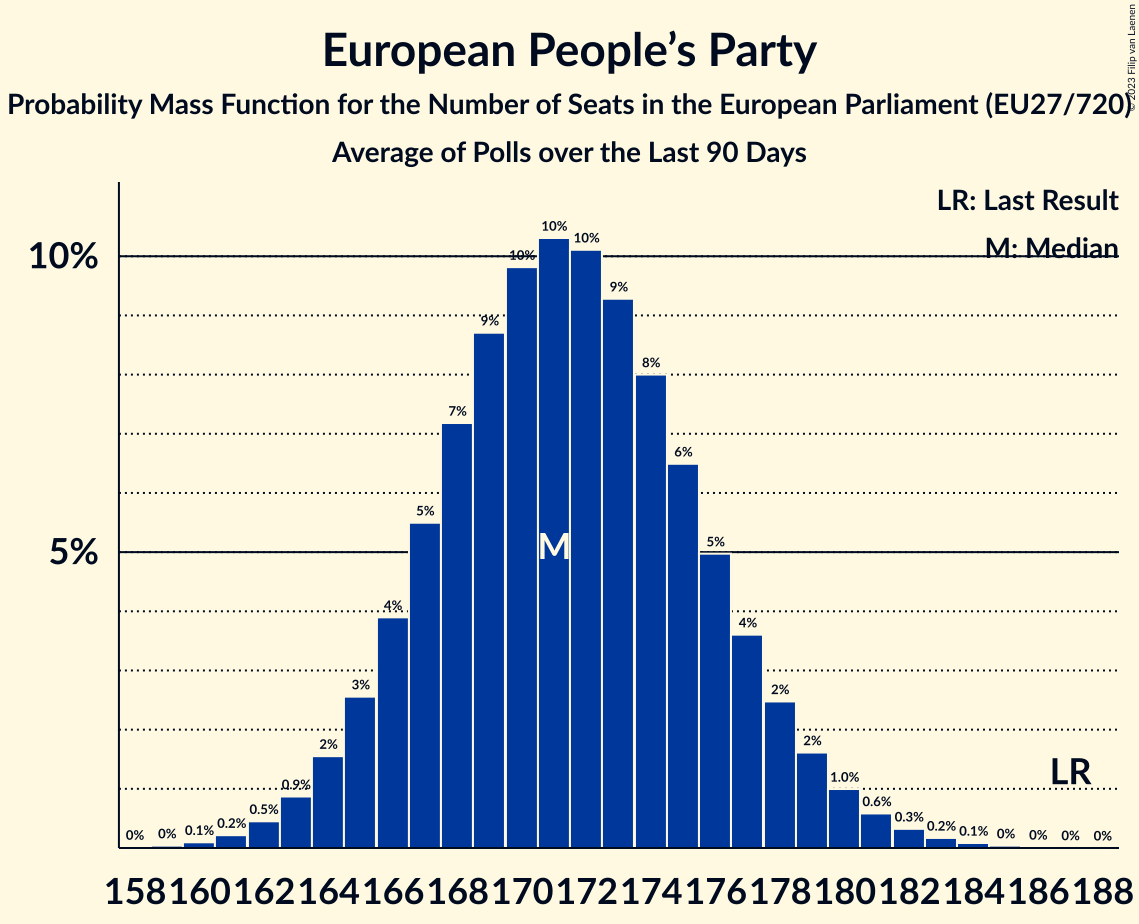 European People's Party
Probability Mass Function for the Number of Seats in the European Parliament (EU27/720)
Average of Polls over the Last 90 Days
© 2023 Filip van Laenen
LR: Last Result
M: Median
10%
5%
0% 0% 0.1% 0.2% 0.5% 0.9% 2% 3% 4% 5% 7% 9% 10% 10% 10% 9% 8% 6% 5% 4% 2% 2% 1.0% 0.6% 0.3% 0.2% 0.1% 0% 0% 0% 0%
M
LR
158 160 162 164 166 168 170 172 174 176 178 180 182 184 186 188